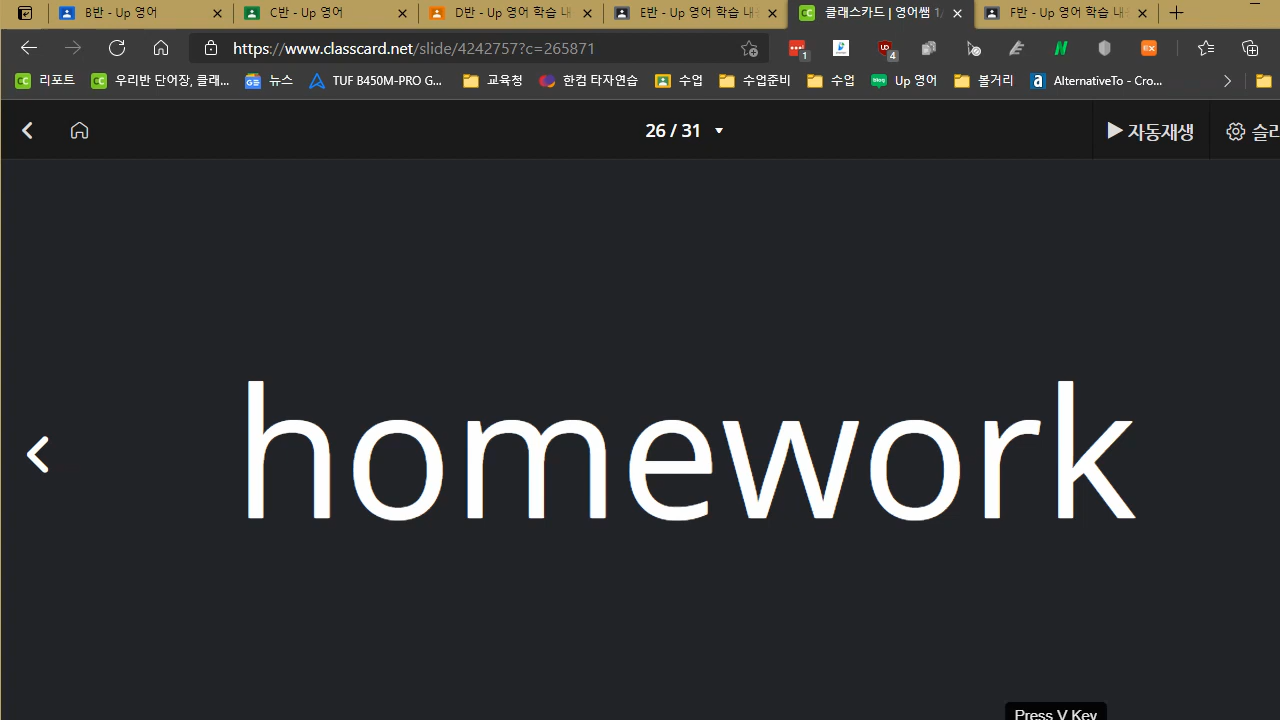 B반 - Up 영어
C반 - Up 영어
D반 - Up 영어 학습 내
E반 - Up 영어 학습 내
클래스카드 | 영어쌤 1
F반 - Up 영어 학습 내
https://www.classcard.net/slide/4242757?c=265871
1
4
EX
리포트
우리반 단어장, 클래...
뉴스
TUF B450M-PRO G...
교육청
한컴 타자연습
수업
수업준비
수업
Up 영어
볼거리
AlternativeTo - Cro...
26 / 31
자동재생
슬라
homework
Press V Key